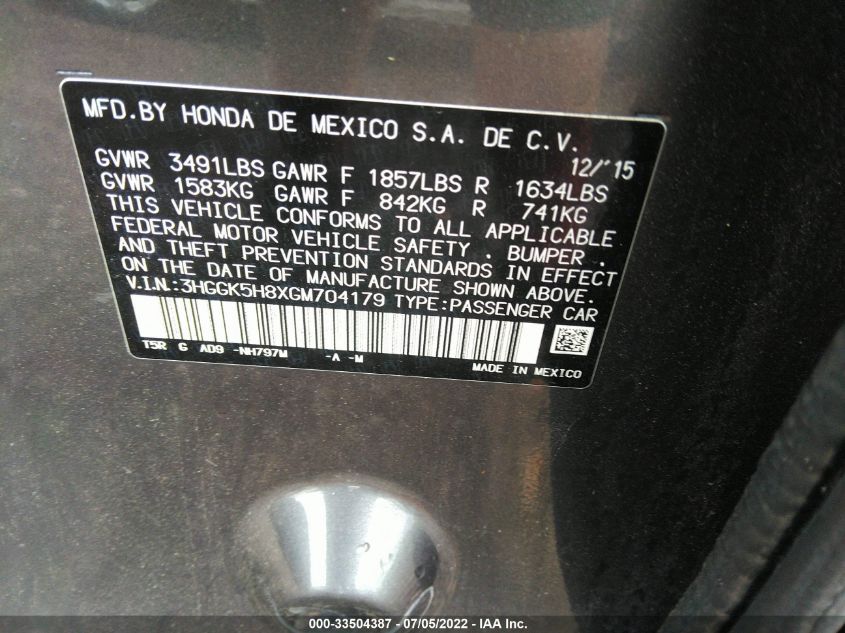 MFD.BY HONDA DE MEXICO S.A. DE C.V.
12/'15
GVWR 3491LBS GAWR F 1857LBS R 1634LBS
GVWR 1583KG GAWR F 842KG R 741KG
THIS VEHICLE CONFORMS TO ALL APPLICABLE
FEDERAL MOTOR VEHICLE SAFETY . BUMPER .
AND THEFT PREVENTION STANDARDS IN EFFECT
ON THE DATE OF MANUFACTURE SHOWN ABOVE.
V.I.N.:3HGGK5H8XGM704179 TYPE:PASSENGER CAR
T5R G AD9 -NH797M -A -M
MADE IN MEXICO
000-33504387 - 07/05/2022 - IAA Inc.